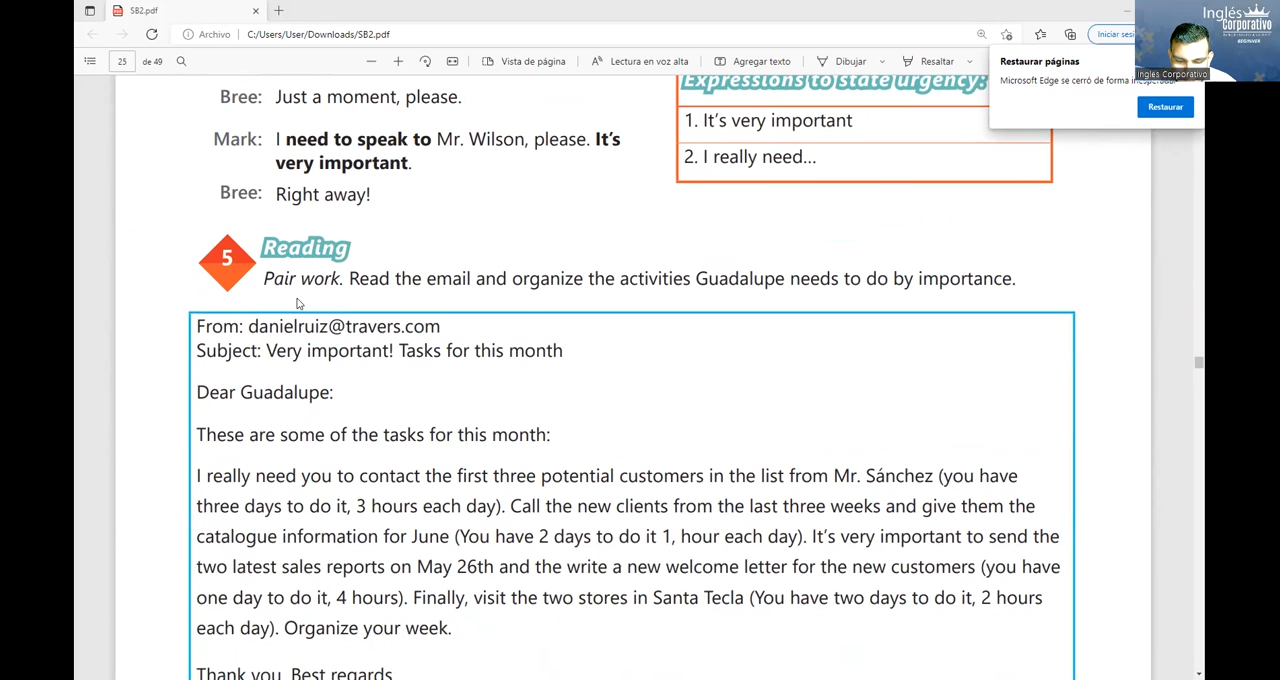 SB2.pdf
Archivo
C:/Users/User/Downloads/SB2.pdf
25
de 49
Vista de página
Lectura en voz alta
Agregar texto
Dibujar
Resaltar
Restaurar páginas
Microsoft Edge se cerró de forma
Restaurar
Inglés
Corporativo
BEGINNER
Inglés Corporativo
Bree: Just a moment, please.
Mark: I need to speak to Mr. Wilson, please. It's
very important.
Bree: Right away!
Expressions to state urgency:
1. It's very important
2. I really need...
5
Reading
Pair work. Read the email and organize the activities Guadalupe needs to do by importance.
From: danielruiz@travers.com
Subject: Very important! Tasks for this month
Dear Guadalupe:
These are some of the tasks for this month:
I really need you to contact the first three potential customers in the list from Mr. Sánchez (you have
three days to do it, 3 hours each day). Call the new clients from the last three weeks and give them the
catalogue information for June (You have 2 days to do it 1, hour each day). It's very important to send the
two latest sales reports on May 26th and the write a new welcome letter for the new customers (you have
one day to do it, 4 hours). Finally, visit the two stores in Santa Tecla (You have two days to do it, 2 hours
each day). Organize your week.
Thank you. Best regards